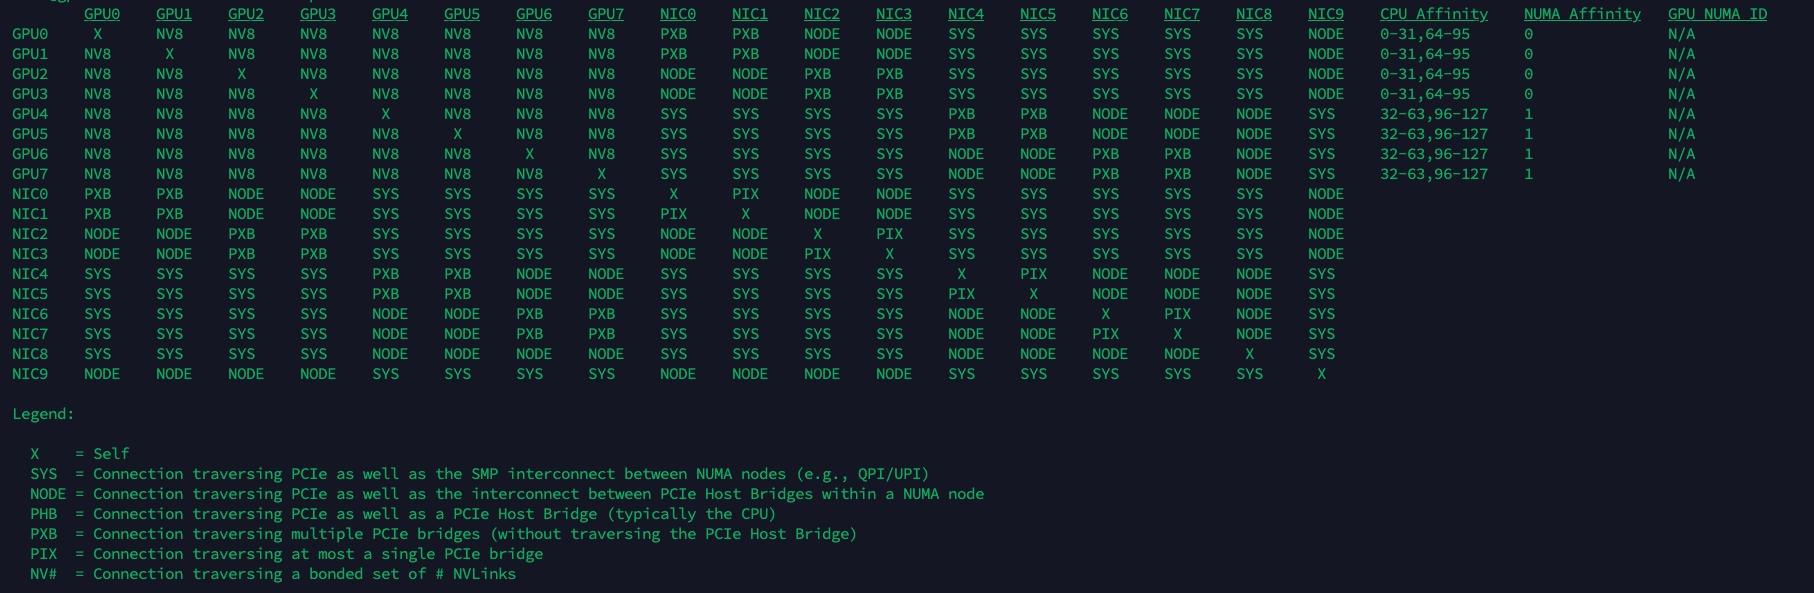 GPU0 GPU1 GPU2 GPU3 GPU4 GPU5 GPU6 GPU7 NIC0 NIC1 NIC2 NIC3 NIC4 NIC5 NIC6 NIC7 NIC8 NIC9 CPU Affinity NUMA Affinity GPU NUMA ID
GPU0 X NV8 NV8 NV8 NV8 NV8 NV8 NV8 PXB PXB NODE NODE SYS SYS SYS SYS SYS NODE 0-31,64-95 0 N/A
GPU1 NV8 X NV8 NV8 NV8 NV8 NV8 NV8 PXB PXB NODE NODE SYS SYS SYS SYS SYS NODE 0-31,64-95 0 N/A
GPU2 NV8 NV8 X NV8 NV8 NV8 NV8 NV8 NODE NODE PXB PXB SYS SYS SYS SYS SYS NODE 0-31,64-95 0 N/A
GPU3 NV8 NV8 NV8 X NV8 NV8 NV8 NV8 NODE NODE PXB PXB SYS SYS SYS SYS SYS NODE 0-31,64-95 0 N/A
GPU4 NV8 NV8 NV8 NV8 X NV8 NV8 NV8 SYS SYS SYS SYS PXB PXB NODE NODE NODE SYS 32-63,96-127 1 N/A
GPU5 NV8 NV8 NV8 NV8 NV8 X NV8 NV8 SYS SYS SYS SYS PXB PXB NODE NODE NODE SYS 32-63,96-127 1 N/A
GPU6 NV8 NV8 NV8 NV8 NV8 NV8 X NV8 SYS SYS SYS SYS NODE NODE PXB PXB NODE SYS 32-63,96-127 1 N/A
GPU7 NV8 NV8 NV8 NV8 NV8 NV8 NV8 X SYS SYS SYS SYS NODE NODE PXB PXB NODE SYS 32-63,96-127 1 N/A
NIC0 PXB PXB NODE NODE SYS SYS SYS SYS X PIX NODE NODE SYS SYS SYS SYS SYS NODE
NIC1 PXB PXB NODE NODE SYS SYS SYS SYS PIX X NODE NODE SYS SYS SYS SYS SYS NODE
NIC2 NODE NODE PXB PXB SYS SYS SYS SYS NODE NODE X PIX SYS SYS SYS SYS SYS NODE
NIC3 NODE NODE PXB PXB SYS SYS SYS SYS NODE NODE PIX X SYS SYS SYS SYS SYS NODE
NIC4 SYS SYS SYS SYS PXB PXB NODE NODE SYS SYS SYS SYS X PIX NODE NODE NODE SYS
NIC5 SYS SYS SYS SYS PXB PXB NODE NODE SYS SYS SYS SYS PIX X NODE NODE NODE SYS
NIC6 SYS SYS SYS SYS NODE NODE PXB PXB SYS SYS SYS SYS NODE NODE X PIX NODE SYS
NIC7 SYS SYS SYS SYS NODE NODE PXB PXB SYS SYS SYS SYS NODE NODE PIX X NODE SYS
NIC8 SYS SYS SYS SYS NODE NODE NODE NODE SYS SYS SYS SYS NODE NODE NODE NODE X SYS
NIC9 NODE NODE NODE NODE SYS SYS SYS SYS NODE NODE NODE NODE SYS SYS SYS SYS SYS X
Legend:
X = Self
SYS = Connection traversing PCIe as well as the SMP interconnect between NUMA nodes (e.g., QPI/UPI)
NODE = Connection traversing PCIe as well as the interconnect between PCIe Host Bridges within a NUMA node
PHB = Connection traversing PCIe as well as a PCIe Host Bridge (typically the CPU)
PXB = Connection traversing multiple PCIe bridges (without traversing the PCIe Host Bridge)
PIX = Connection traversing at most a single PCIe bridge
NV# = Connection traversing a bonded set of # NVLinks